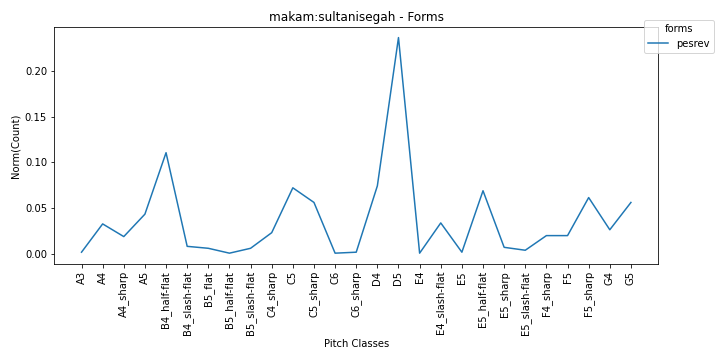 makam:sultanisegah - Forms
forms
pesrev
Norm(Count)
0.20
0.15
0.10
0.05
0.00
A3
A4
A4_sharp
A5
B4_half-flat
B4_slash-flat
B5_flat
B5_half-flat
B5_slash-flat
C4_sharp
C5
C5_sharp
C6
C6_sharp
D4
D5
E4
E4_slash-flat
E5
E5_half-flat
E5_sharp
E5_slash-flat
F4_sharp
F5
F5_sharp
G4
G5
Pitch Classes